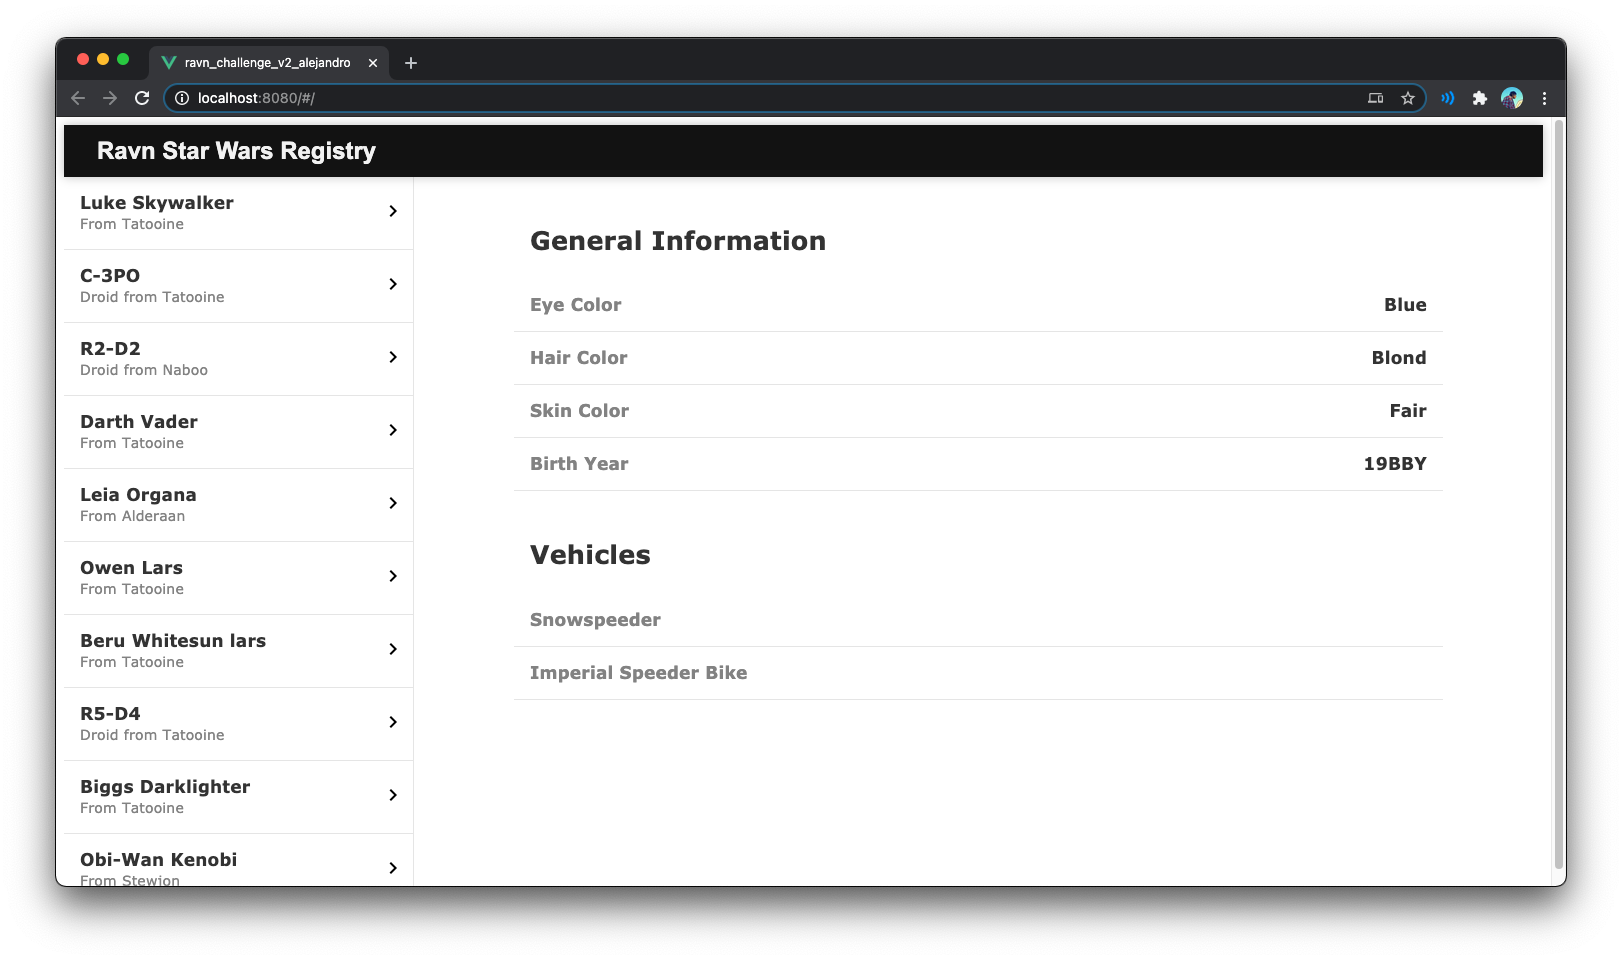 ravn_challenge_v2_alejandro
localhost:8080/#/
Ravn Star Wars Registry
Luke Skywalker
From Tatooine
C-3PO
Droid from Tatooine
R2-D2
Droid from Naboo
Darth Vader
From Tatooine
Leia Organa
From Alderaan
Owen Lars
From Tatooine
Beru Whitesun lars
From Tatooine
R5-D4
Droid from Tatooine
Biggs Darklighter
From Tatooine
Obi-Wan Kenobi
From Stewjon
General Information
Eye Color Blue
Hair Color Blond
Skin Color Fair
Birth Year 19BBY
Vehicles
Snowspeeder
Imperial Speeder Bike